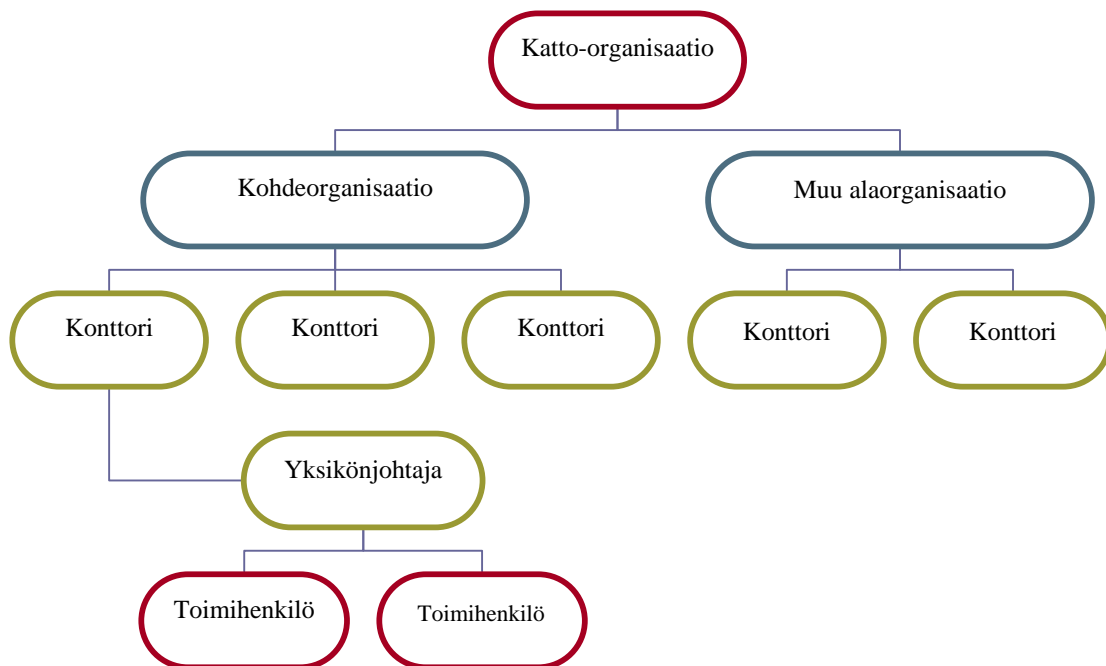 Katto-organisaatio
Kohdeorganisaatio
Muu alaorganisaatio
Konttori
Konttori
Konttori
Konttori
Konttori
Yksikönjohtaja
Toimihenkilö
Toimihenkilö